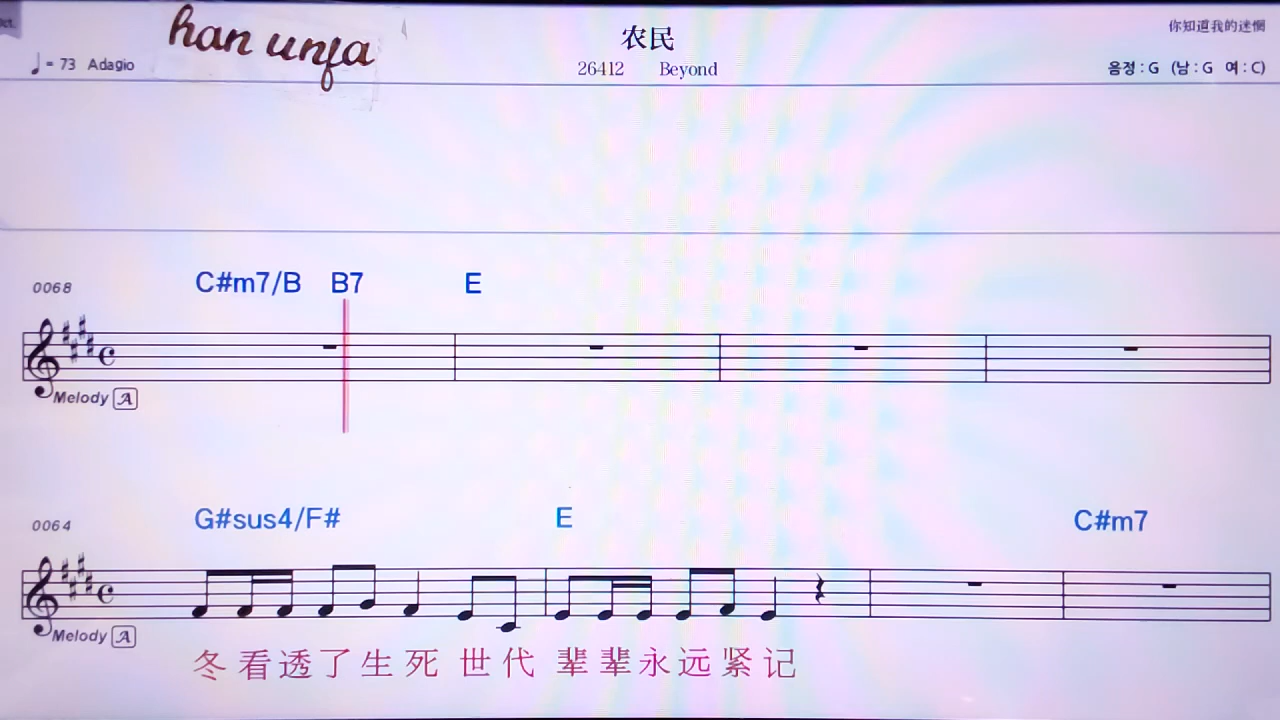 han unfa
农民
你知道我的迷惘
♩= 73 Adagio
26412 Beyond
음정 : G (남 : G 여 : C)
0068
C#m7/B B7 E
Melody A
0064
G#sus4/F# E C#m7
Melody A
冬看透了生死世代 辈辈永远紧记